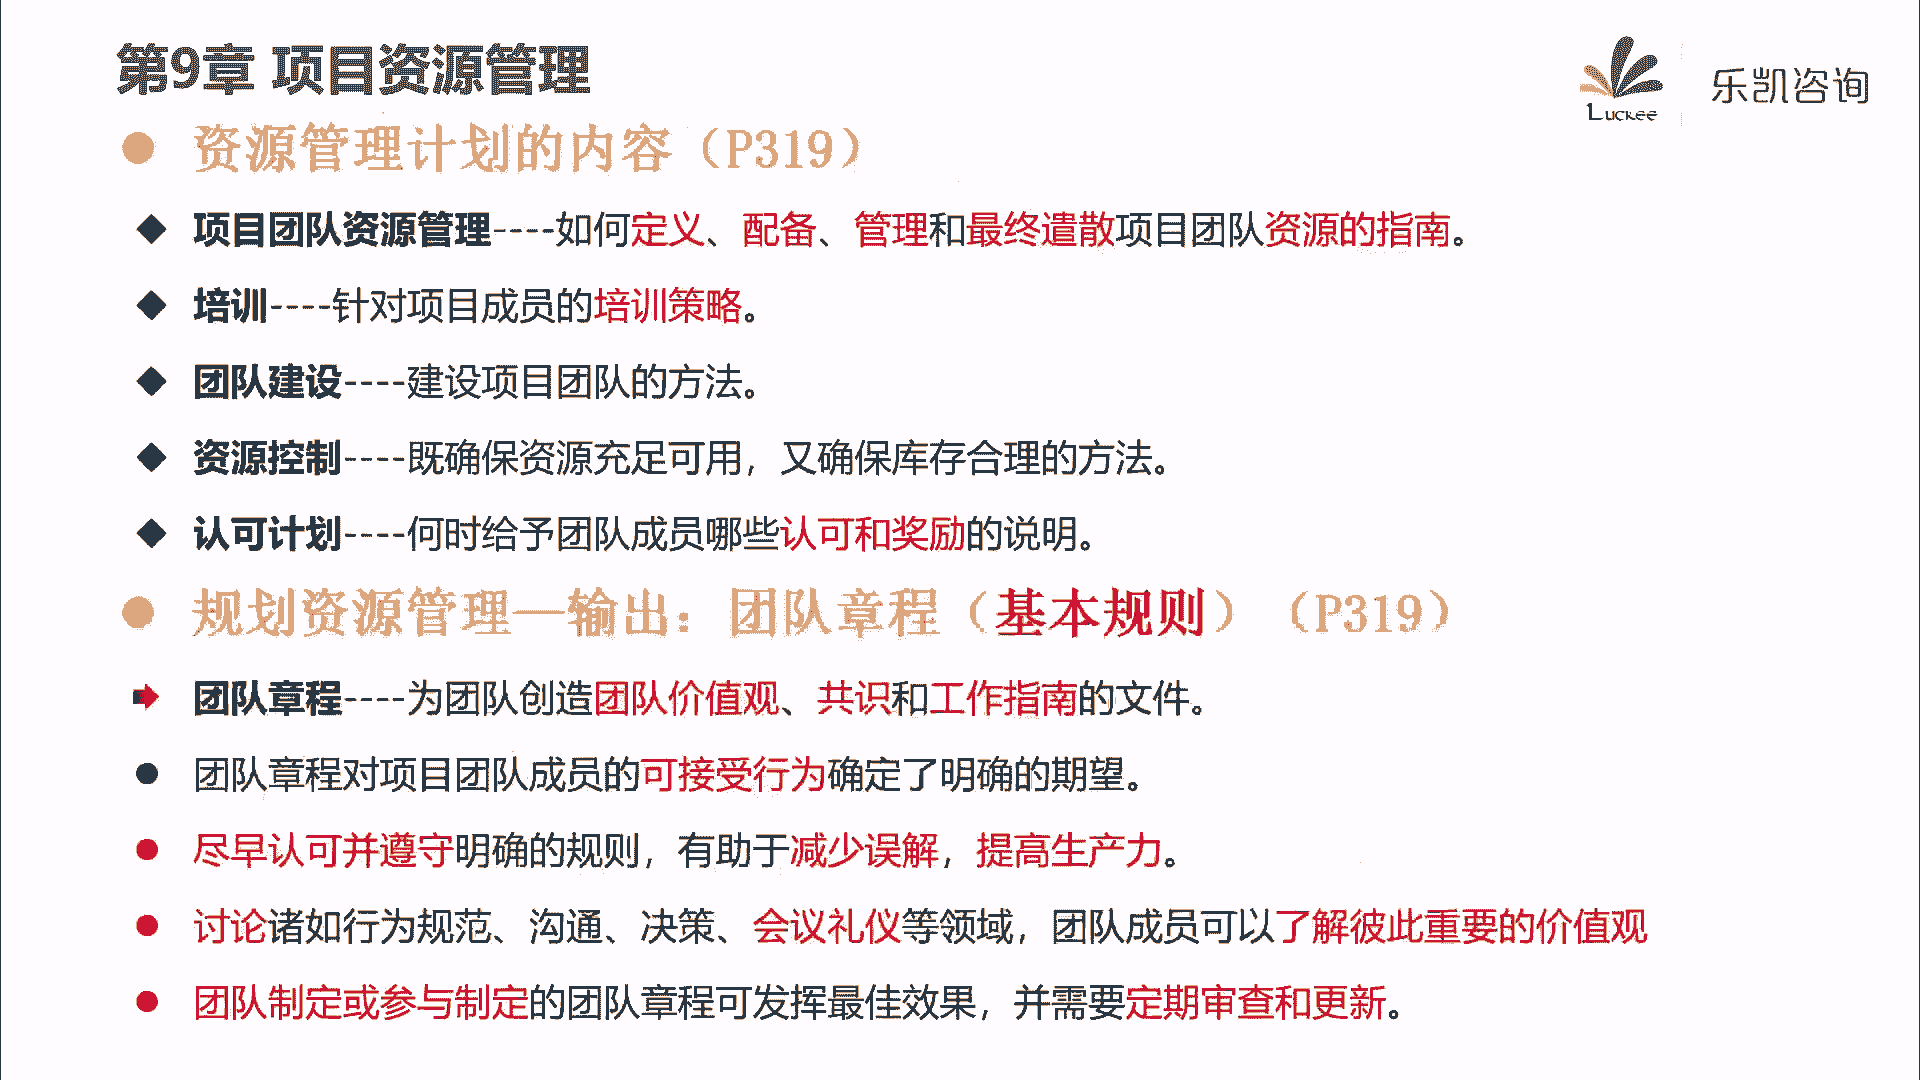 第9章 项目资源管理
Luckee 乐凯咨询
资源管理计划的内容（P319）
项目团队资源管理----如何定义、配备、管理和最终遣散项目团队资源的指南。
培训----针对项目成员的培训策略。
团队建设----建设项目团队的方法。
资源控制----既确保资源充足可用，又确保库存合理的方法。
认可计划----何时给予团队成员哪些认可和奖励的说明。
规划资源管理—输出：团队章程（基本规则）（P319）
团队章程----为团队创造团队价值观、共识和工作指南的文件。
团队章程对项目团队成员的可接受行为确定了明确的期望。
尽早认可并遵守明确的规则，有助于减少误解，提高生产力。
讨论诸如行为规范、沟通、决策、会议礼仪等领域，团队成员可以了解彼此重要的价值观
团队制定或参与制定的团队章程可发挥最佳效果，并需要定期审查和更新。